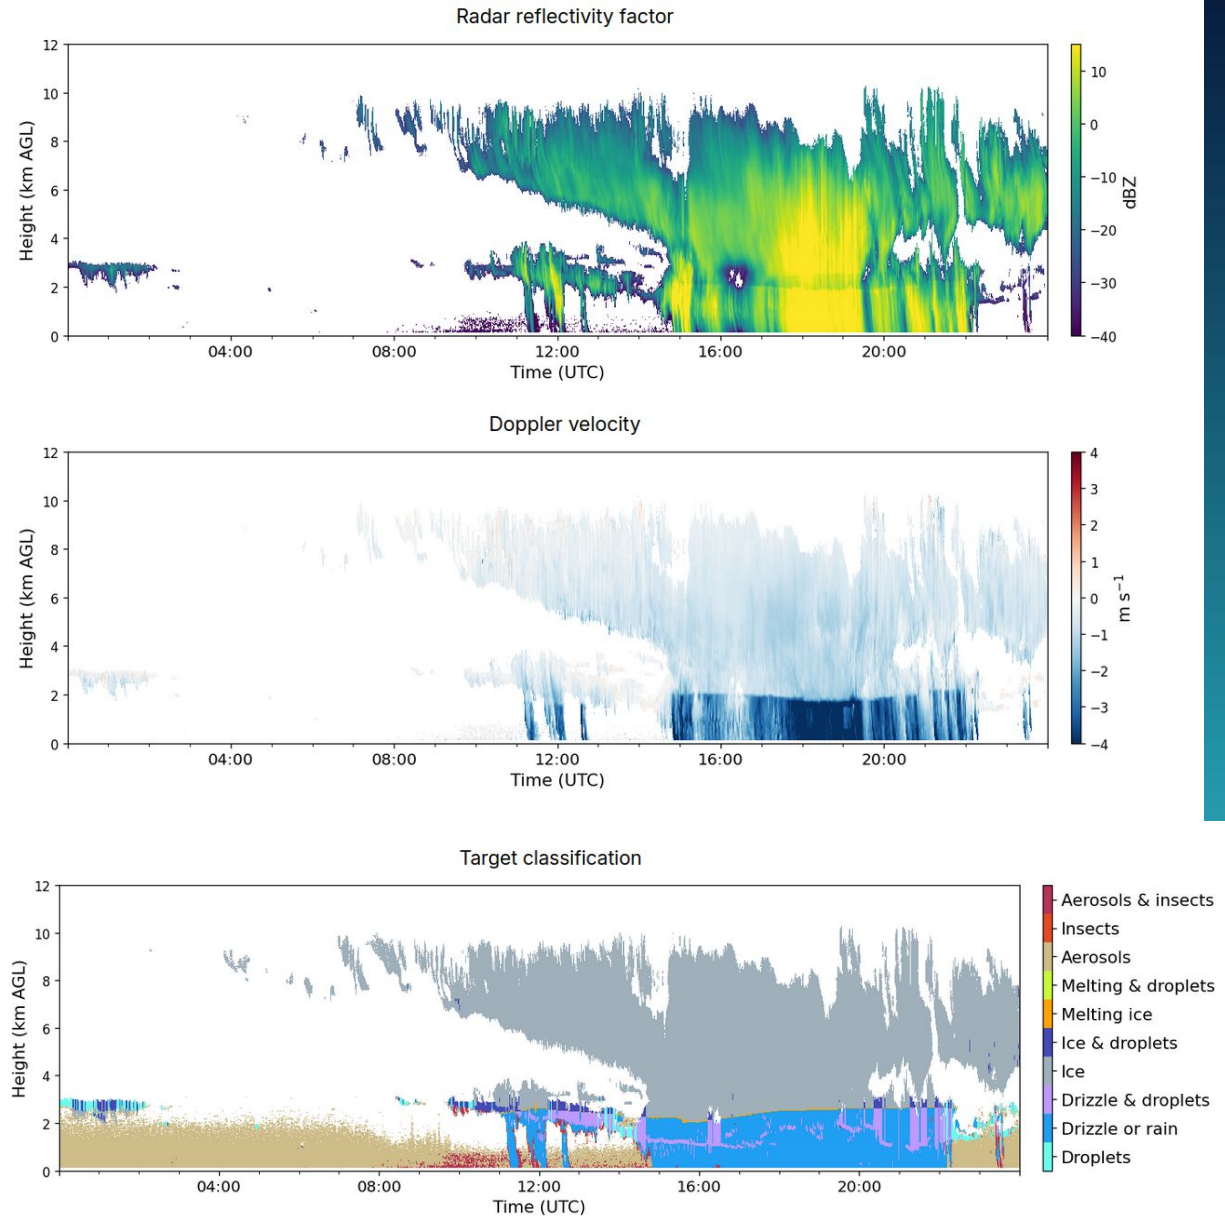 Radar reflectivity factor
12
10
8
6
4
2
0
Height (km AGL)
04:00 08:00 12:00 16:00 20:00
Time (UTC)
10
0
−10
−20
−30
−40
dBZ
Doppler velocity
12
10
8
6
4
2
0
Height (km AGL)
04:00 08:00 12:00 16:00 20:00
Time (UTC)
4
3
2
1
0
−1
−2
−3
−4
m s⁻¹
Target classification
12
10
8
6
4
2
0
Height (km AGL)
04:00 08:00 12:00 16:00 20:00
Time (UTC)
Aerosols & insects
Insects
Aerosols
Melting & droplets
Melting ice
Ice & droplets
Ice
Drizzle & droplets
Drizzle or rain
Droplets